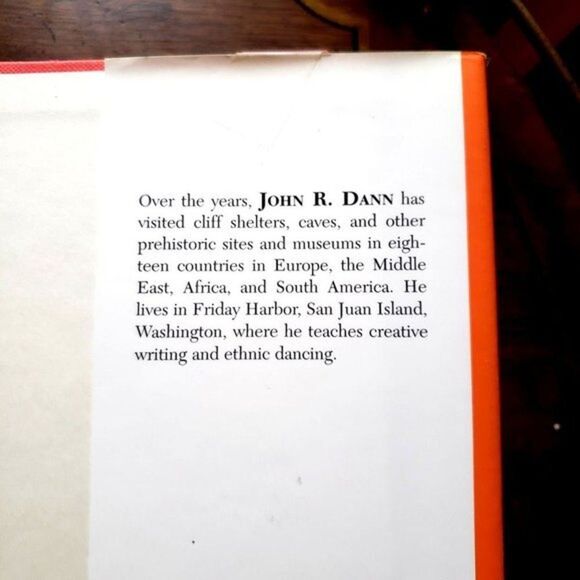 Over the years, JOHN R. DANN has
visited cliff shelters, caves, and other
prehistoric sites and museums in eigh-
teen countries in Europe, the Middle
East, Africa, and South America. He
lives in Friday Harbor, San Juan Island,
Washington, where he teaches creative
writing and ethnic dancing.